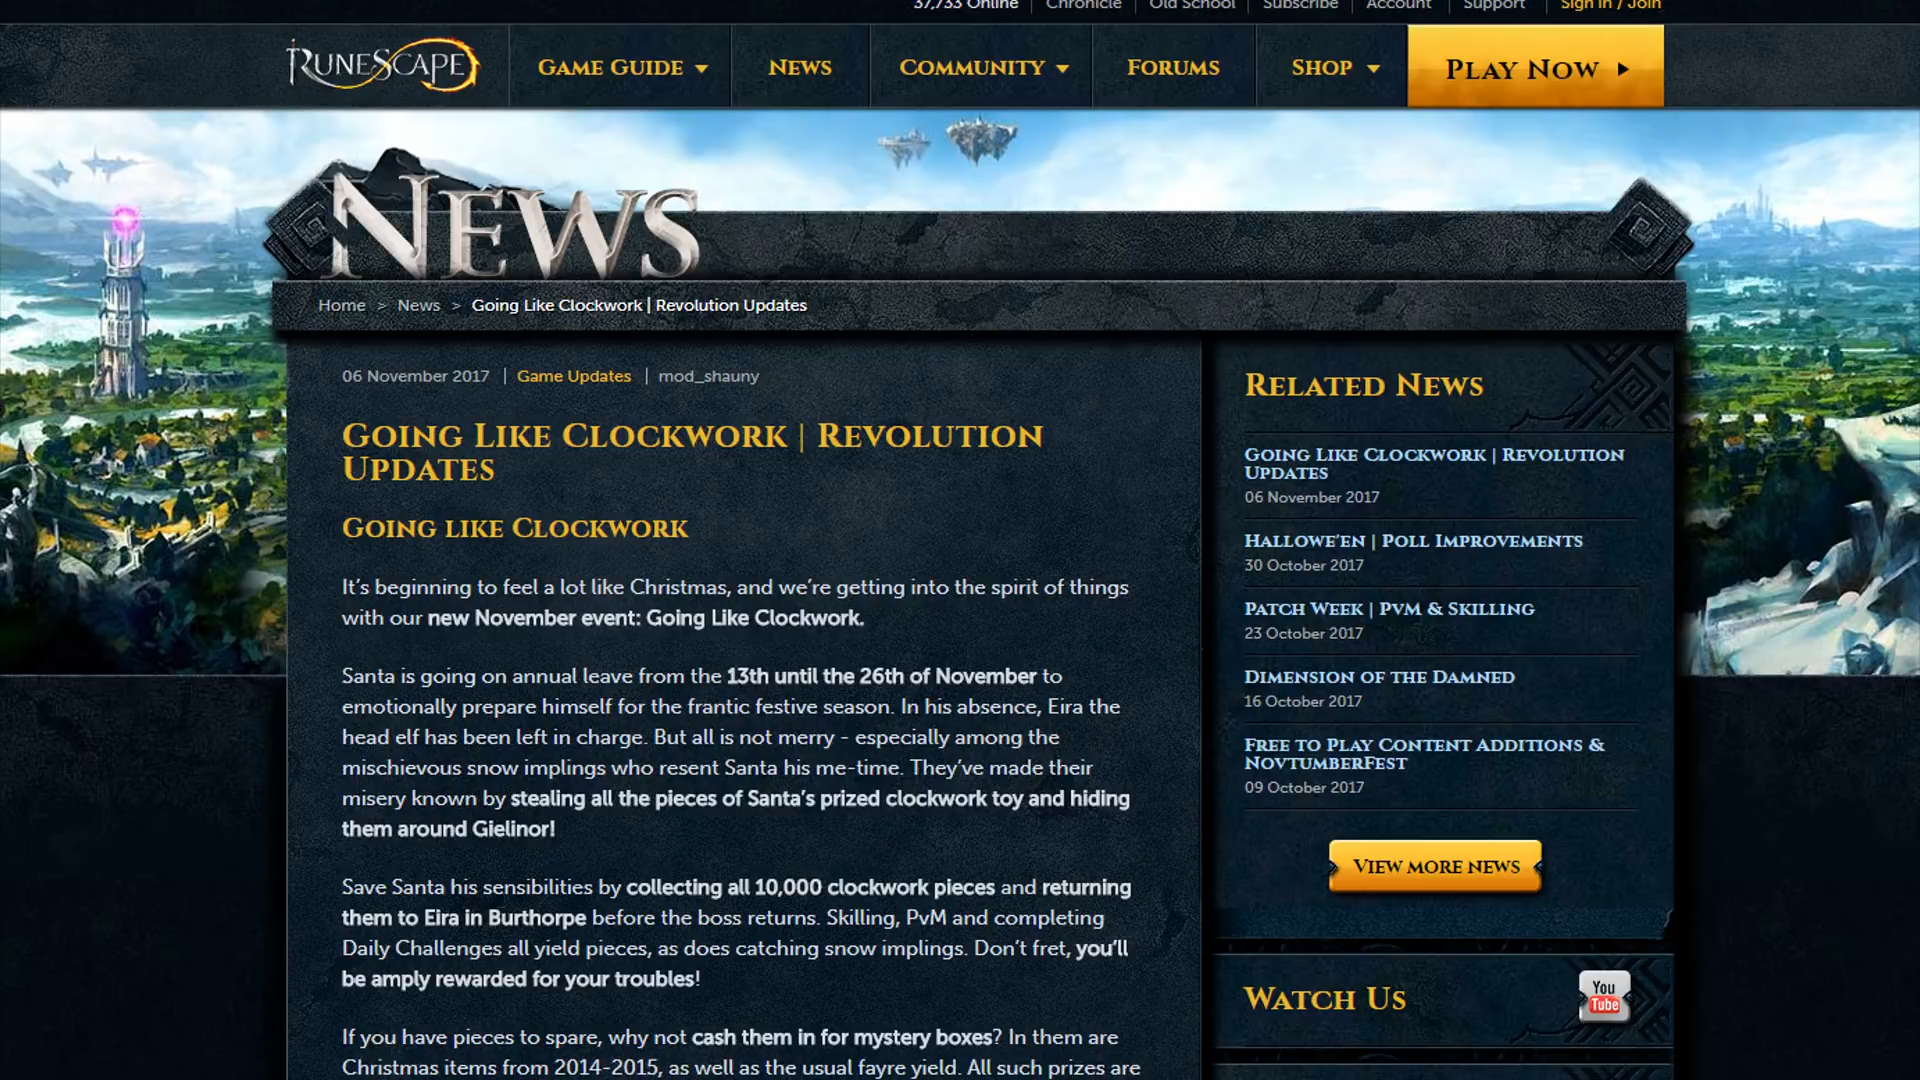 37,733 Online Chronicle Old School Subscribe Account Support Sign in / Join
RuneScape Game Guide News Community Forums Shop Play Now
News
Home > News > Going Like Clockwork | Revolution Updates
06 November 2017 | Game Updates | mod_shauny
Going Like Clockwork | Revolution
Updates
Going like Clockwork
It's beginning to feel a lot like Christmas, and we're getting into the spirit of things
with our new November event: Going Like Clockwork.
Santa is going on annual leave from the 13th until the 26th of November to
emotionally prepare himself for the frantic festive season. In his absence, Eira the
head elf has been left in charge. But all is not merry - especially among the
mischievous snow implings who resent Santa his me-time. They've made their
misery known by stealing all the pieces of Santa's prized clockwork toy and hiding
them around Gielinor!
Save Santa his sensibilities by collecting all 10,000 clockwork pieces and returning
them to Eira in Burthorpe before the boss returns. Skilling, PvM and completing
Daily Challenges all yield pieces, as does catching snow implings. Don't fret, you'll
be amply rewarded for your troubles!
If you have pieces to spare, why not cash them in for mystery boxes? In them are
Christmas items from 2014-2015, as well as the usual fayre yield. All such prizes are
Related News
Going Like Clockwork | Revolution
Updates
06 November 2017
Hallowe'en | Poll Improvements
30 October 2017
Patch Week | PvM & Skilling
23 October 2017
Dimension of the Damned
16 October 2017
Free to Play Content Additions &
NovtumberFest
09 October 2017
View more news
Watch Us
You
Tube